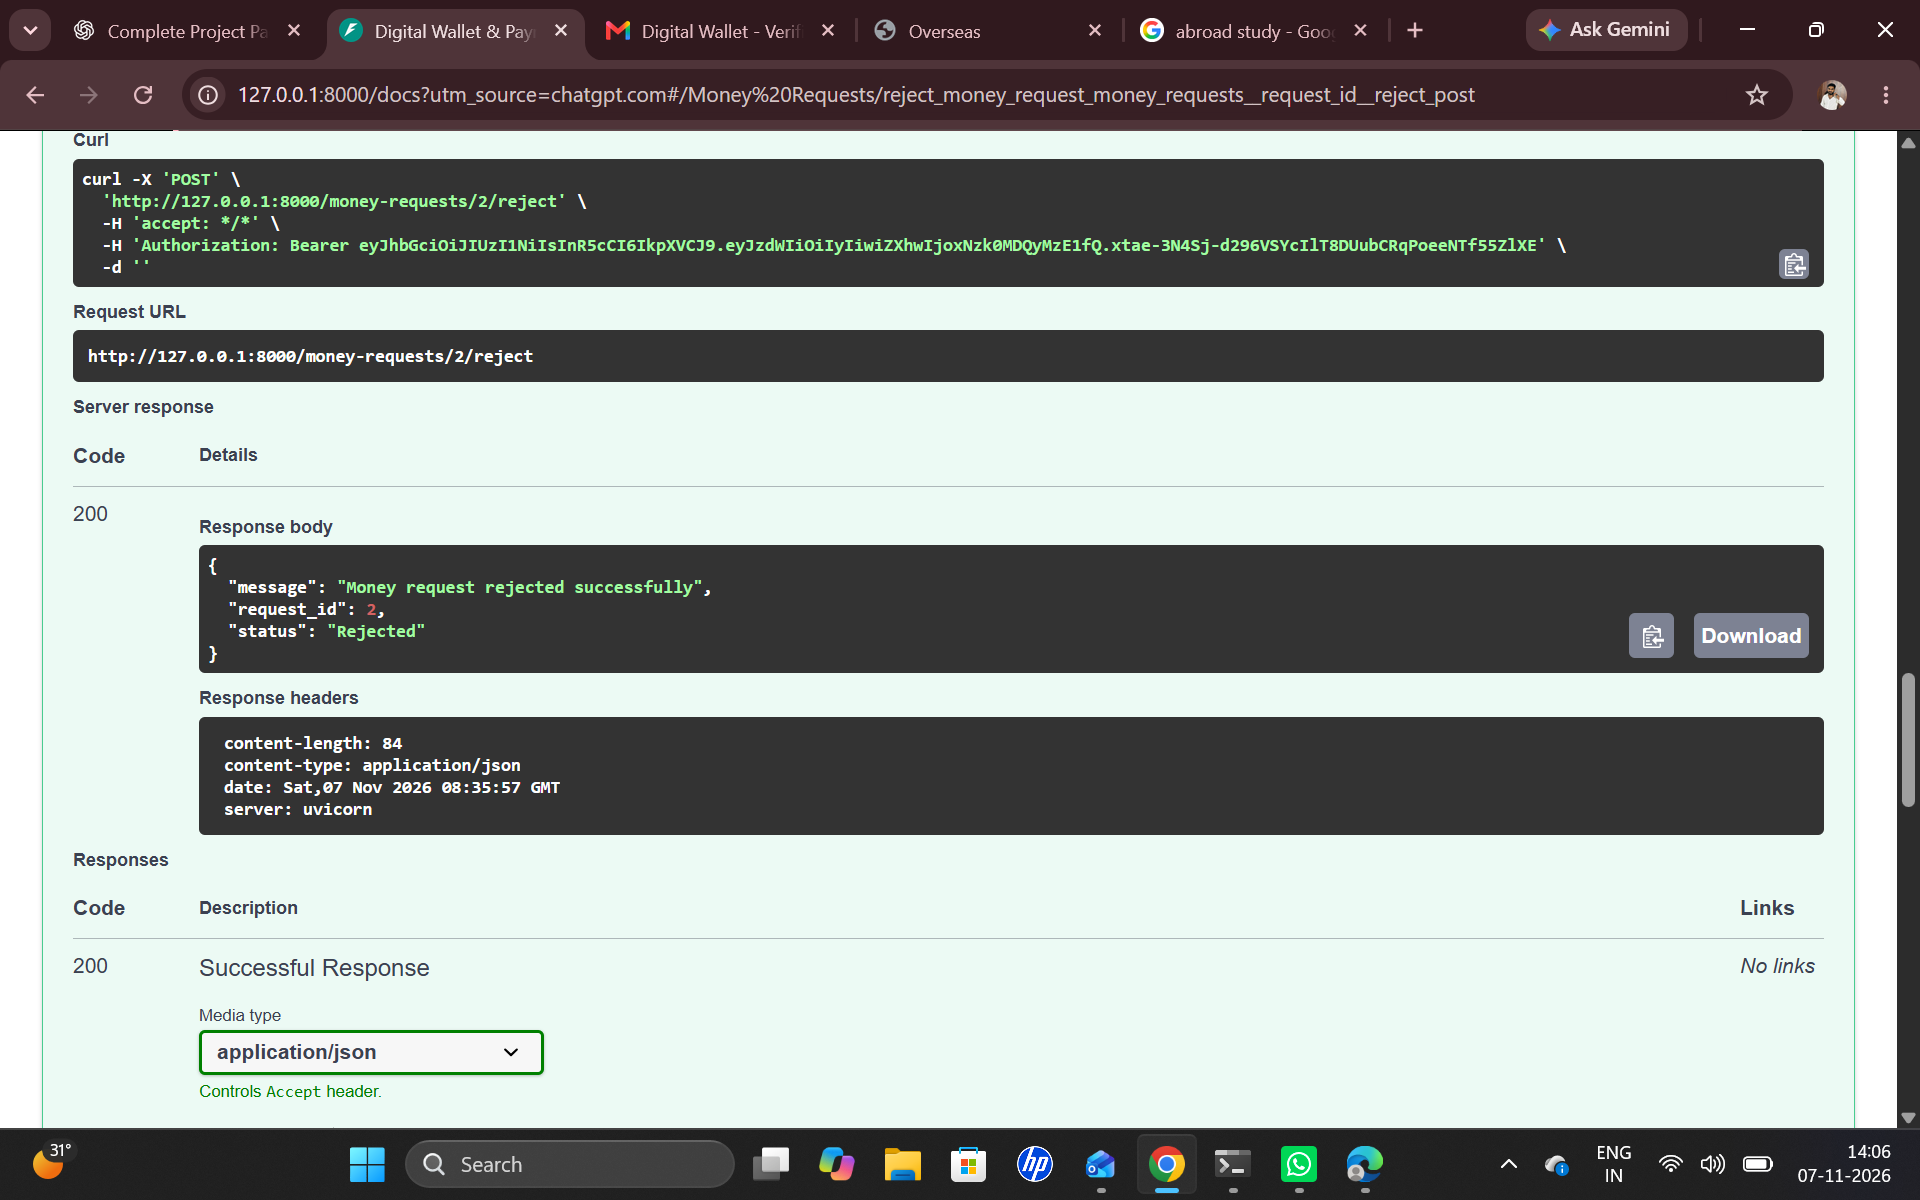 Complete Project Pa
Digital Wallet & Pay
Digital Wallet - Verif
Overseas
abroad study - Goo
Ask Gemini
127.0.0.1:8000/docs?utm_source=chatgpt.com#/Money%20Requests/reject_money_request_money_requests__request_id__reject_post
Curl
curl -X 'POST' \
'http://127.0.0.1:8000/money-requests/2/reject' \
-H 'accept: */*' \
-H 'Authorization: Bearer eyJhbGciOiJIUzI1NiIsInR5cCI6IkpXVCJ9.eyJzdWIiOiIyIiwiZXhwIjoxNzk0MDQyMzE1fQ.xtae-3N4Sj-d296VSYcIlT8DUubCRqPoeeNTf55ZlXE' \
-d ''
Request URL
http://127.0.0.1:8000/money-requests/2/reject
Server response
Code Details
200
Response body
{
"message": "Money request rejected successfully",
"request_id": 2,
"status": "Rejected"
}
Download
Response headers
content-length: 84
content-type: application/json
date: Sat,07 Nov 2026 08:35:57 GMT
server: uvicorn
Responses
Code Description Links
200 Successful Response No links
Media type
application/json
Controls Accept header.
31°
Search
hp
ENG
IN
14:06
07-11-2026